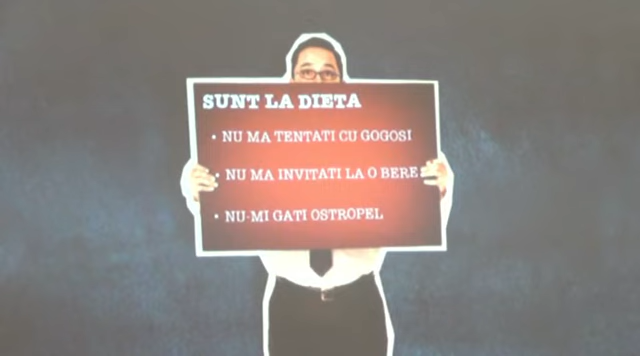 SUNT LA DIETA
• NU MA TENTATI CU GOGOSI
• NU MA INVITATI LA O BERE
• NU-MI GATI OSTROPEL